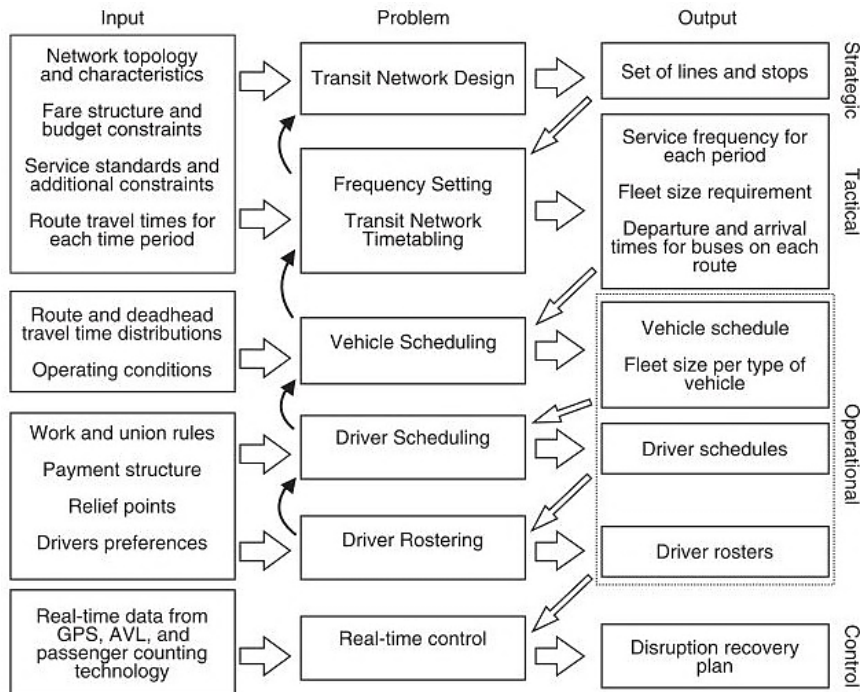 Input
Problem
Output
Network topology
and characteristics
Fare structure and
budget constraints
Service standards and
additional constraints
Route travel times for
each time period
Transit Network Design
Set of lines and stops
Strategic
Frequency Setting
Transit Network
Timetabling
Service frequency for
each period
Fleet size requirement
Departure and arrival
times for buses on each
route
Tactical
Route and deadhead
travel time distributions
Operating conditions
Vehicle Scheduling
Vehicle schedule
Fleet size per type of
vehicle
Work and union rules
Payment structure
Relief points
Drivers preferences
Driver Scheduling
Driver schedules
Operational
Driver Rostering
Driver rosters
Real-time data from
GPS, AVL, and
passenger counting
technology
Real-time control
Disruption recovery
plan
Control